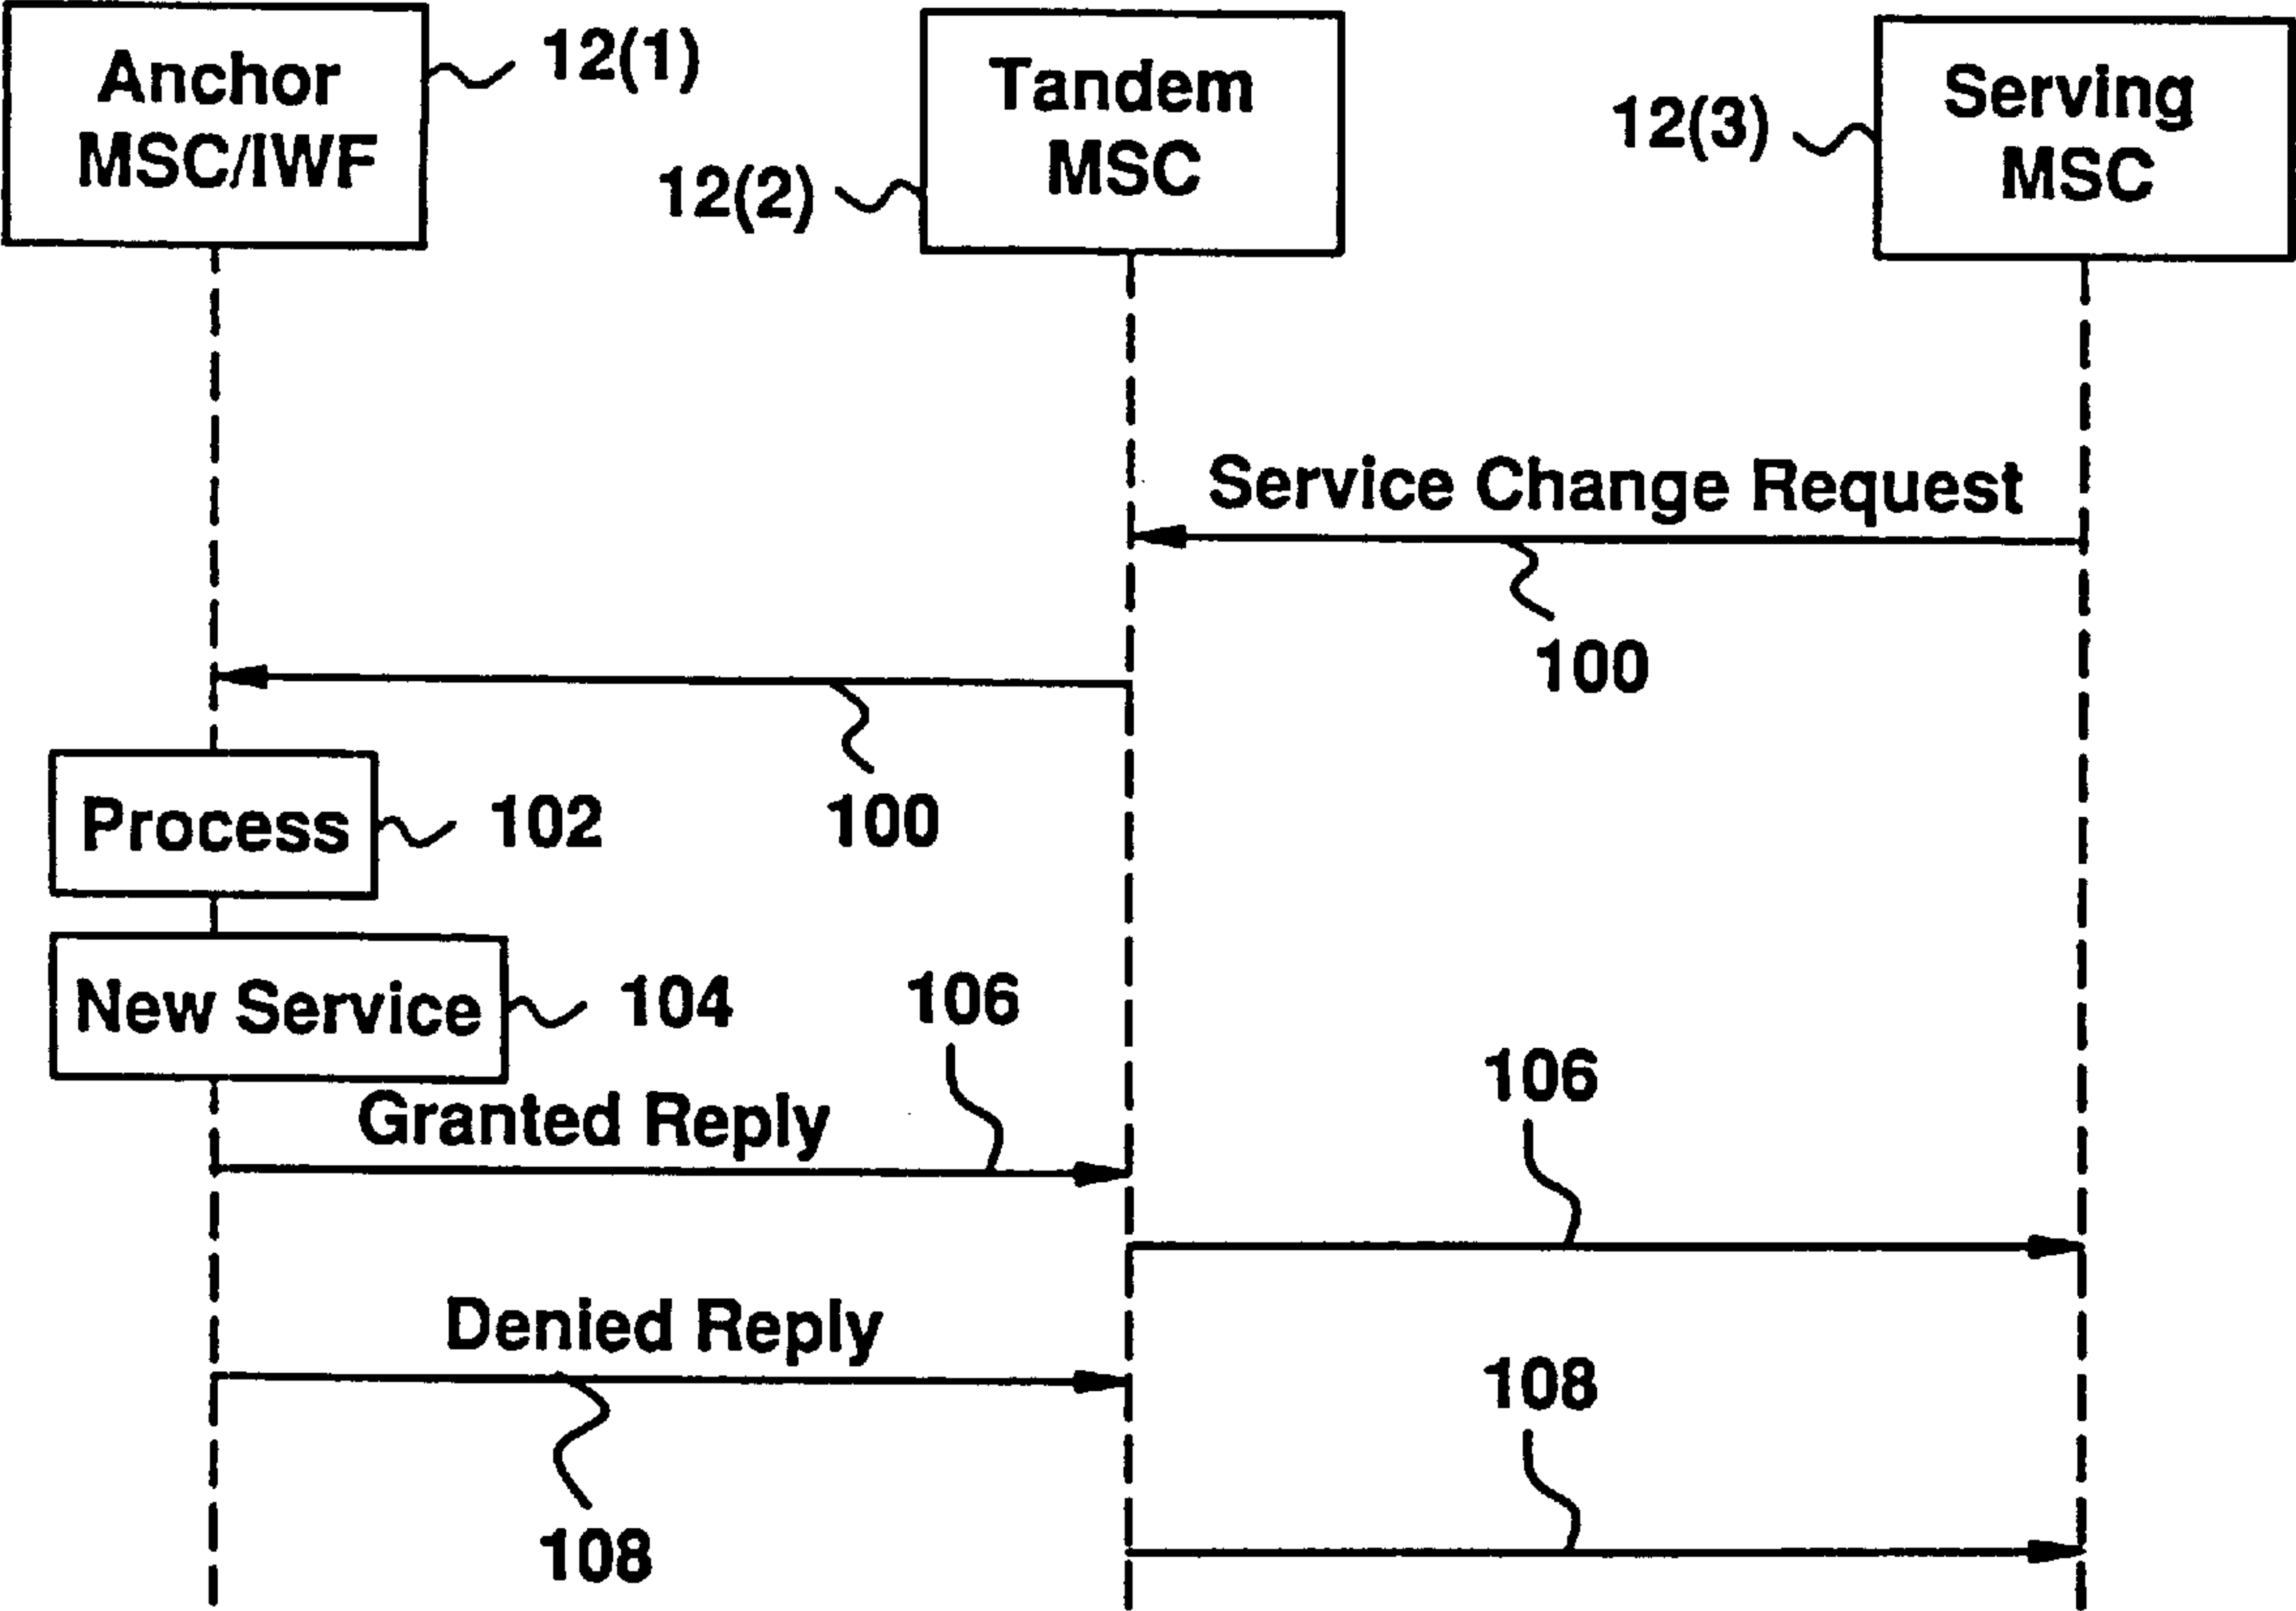 Anchor
MSC/IWF
12(1)
Tandem
MSC
12(2)
Serving
MSC
12(3)
Service Change Request
100
100
Process
102
New Service
104
106
Granted Reply
106
Denied Reply
108
108